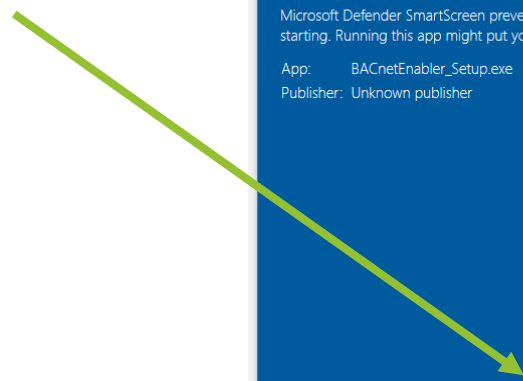 Microsoft Defender SmartScreen preve
starting. Running this app might put yo
App: BACnetEnabler_Setup.exe
Publisher: Unknown publisher